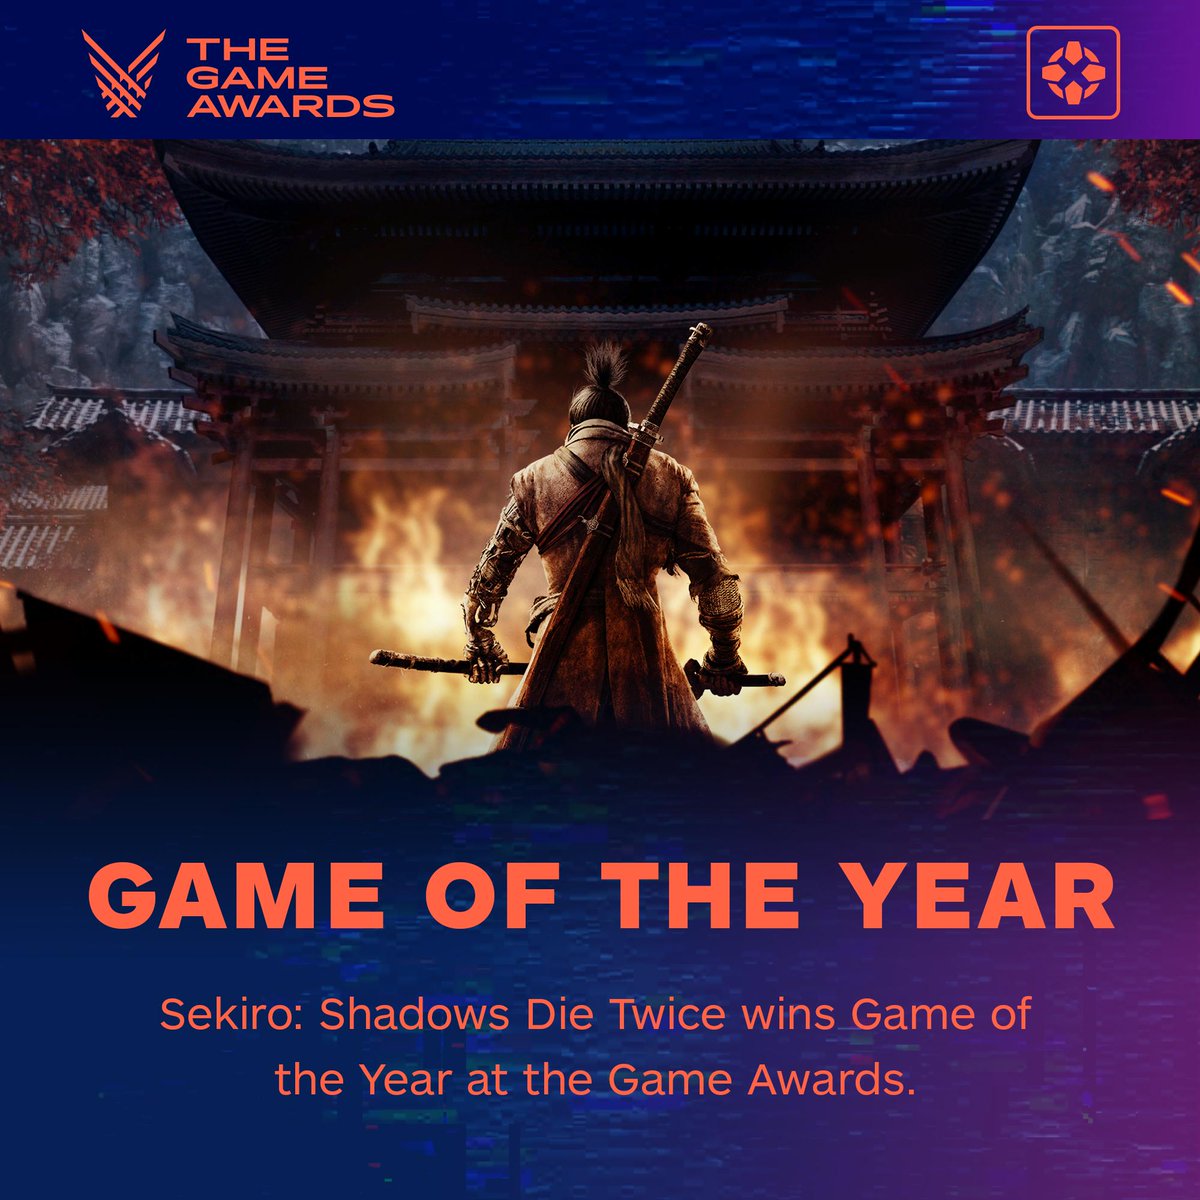 THE
GAME
AWARDS
GAME OF THE YEAR
Sekiro: Shadows Die Twice wins Game of
the Year at the Game Awards.